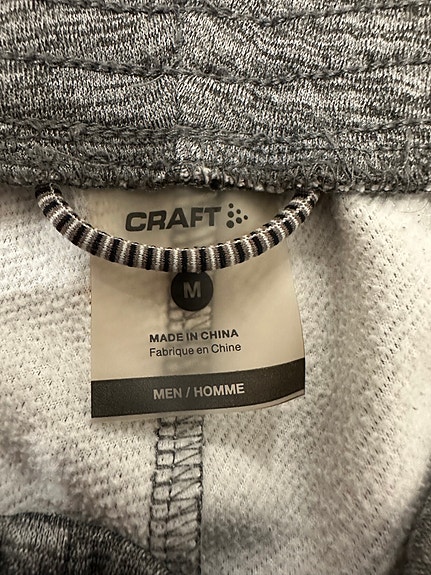 CRAFT
M
MADE IN CHINA
Fabrique en Chine
MEN / HOMME